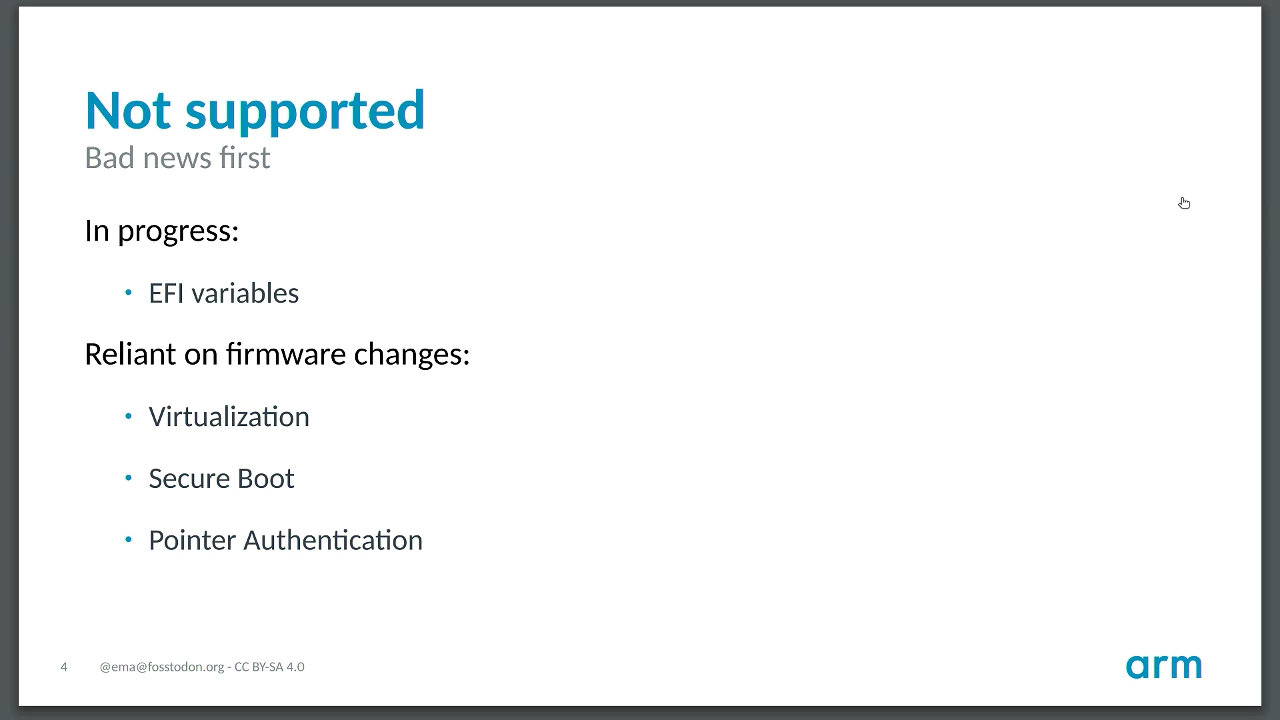 Not supported
Bad news first
In progress:
• EFI variables
Reliant on firmware changes:
• Virtualization
• Secure Boot
• Pointer Authentication
4 @ema@fosstodon.org - CC BY-SA 4.0
arm